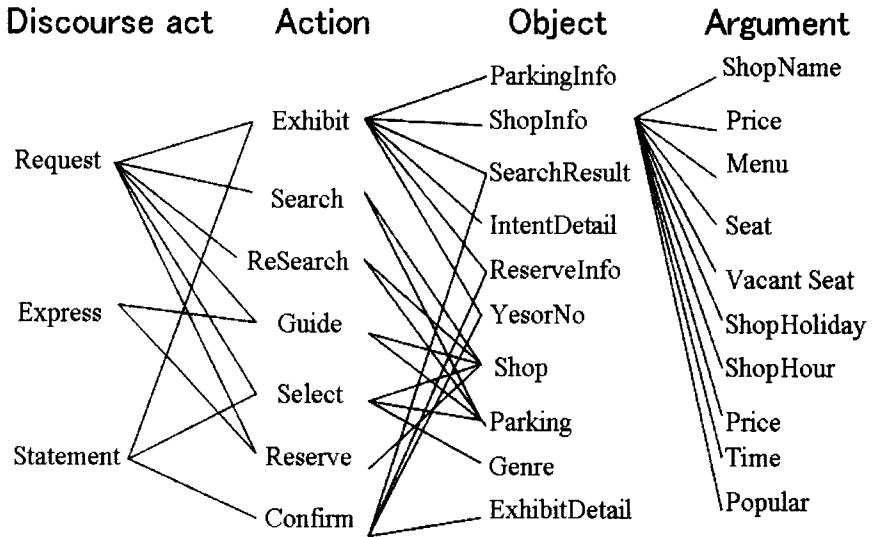 Discourse act
Action
Object
Argument
Request
Express
Statement
Exhibit
Search
ReSearch
Guide
Select
Reserve
Confirm
ParkingInfo
ShopInfo
SearchResult
IntentDetail
ReserveInfo
YesorNo
Shop
Parking
Genre
ExhibitDetail
ShopName
Price
Menu
Seat
Vacant Seat
ShopHoliday
ShopHour
Price
Time
Popular